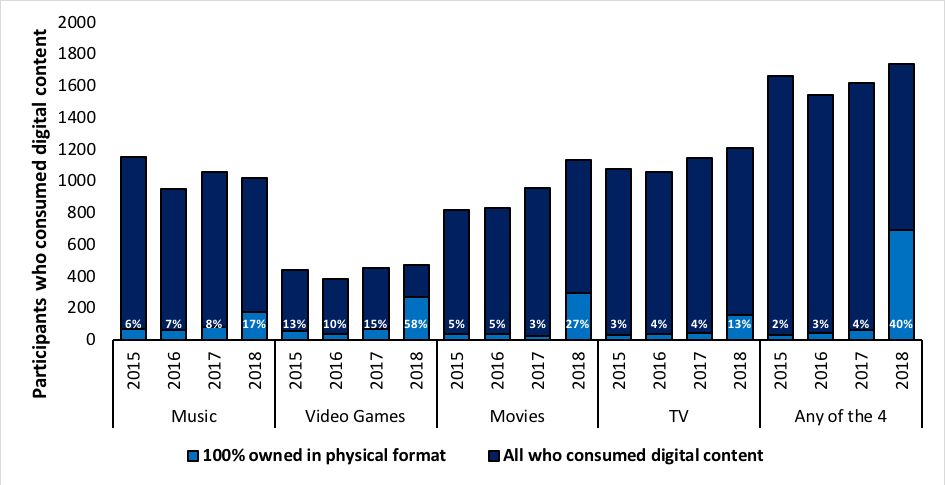 Participants who consumed digital content
2000
1800
1600
1400
1200
1000
800
600
400
200
0
6% 7% 8% 17% 13% 10% 15% 58% 5% 5% 3% 27% 3% 4% 4% 13% 2% 3% 4% 40%
2015 2016 2017 2018 2015 2016 2017 2018 2015 2016 2017 2018 2015 2016 2017 2018 2015 2016 2017 2018
Music Video Games Movies TV Any of the 4
100% owned in physical format All who consumed digital content